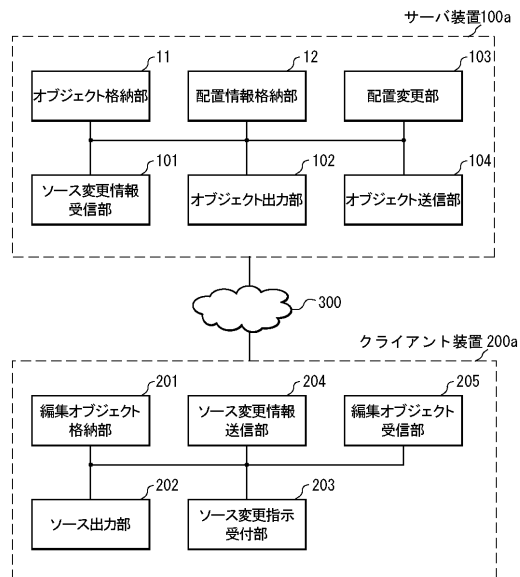 サーバ装置100a
11
12
103
オブジェクト格納部
配置情報格納部
配置変更部
101
102
104
ソース変更情報
受信部
オブジェクト出力部
オブジェクト送信部
300
クライアント装置200a
201
204
205
編集オブジェクト
格納部
ソース変更情報
送信部
編集オブジェクト
受信部
202
203
ソース出力部
ソース変更指示
受付部